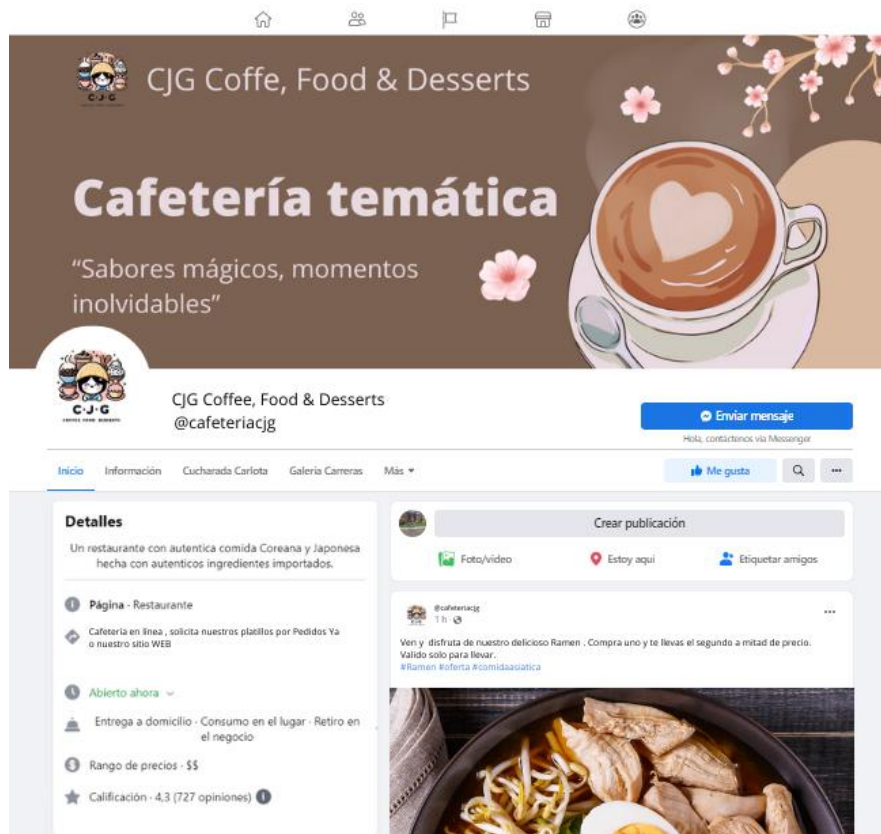 CJG Coffe, Food & Desserts
C·J·G
Cafetería temática
“Sabores mágicos, momentos
inolvidables”
C·J·G
COFFEE FOOD DESSERTS
CJG Coffee, Food & Desserts
@cafeteriacjg
Enviar mensaje
Hola, contáctenos via Messenger
Inicio Información Cucharada Carlota Galeria Carreras Más
Me gusta
Detalles
Un restaurante con autentica comida Coreana y Japonesa
hecha con autenticos ingredientes importados.
Página - Restaurante
Cafeteria en linea , solicita nuestros platillos por Pedidos Ya
o nuestro sitio WEB
Abierto ahora
Entrega a domicilio · Consumo en el lugar · Retiro en
el negocio
Rango de precios · $$
Calificación · 4,3 (727 opiniones)
Crear publicación
Foto/video Estoy aqui Etiquetar amigos
@cafeteriacjg
1 h
Ven y disfruta de nuestro delicioso Ramen . Compra uno y te llevas el segundo a mitad de precio.
Valido solo para llevar.
#Ramen #oferta #comidaasiatica